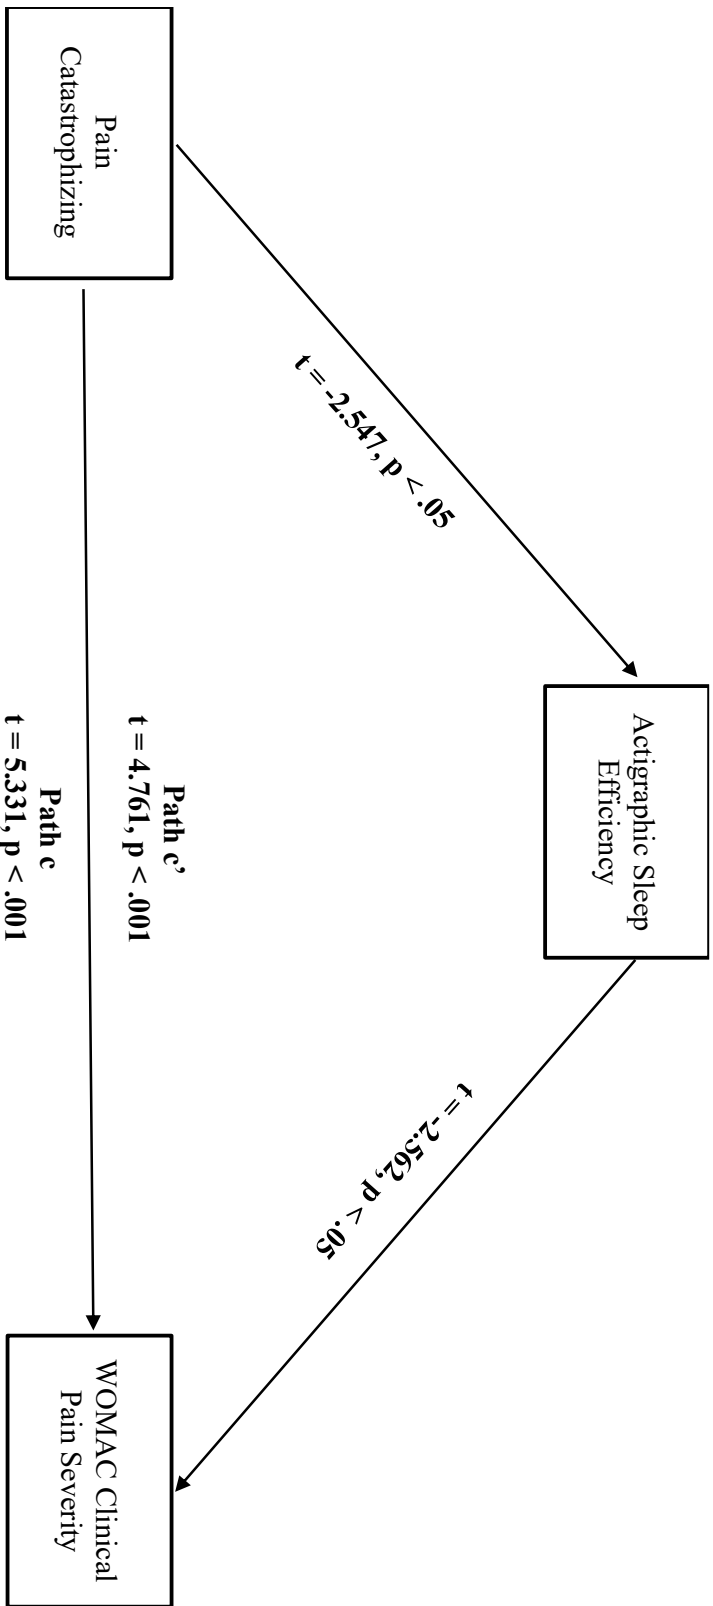 Actigraphic Sleep
Efficiency
t = -2.547, p < .05
t = -2.562, p < .05
Path c’
t = 4.761, p < .001
Pain
Catastrophizing
WOMAC Clinical
Pain Severity
Path c
t = 5.331, p < .001